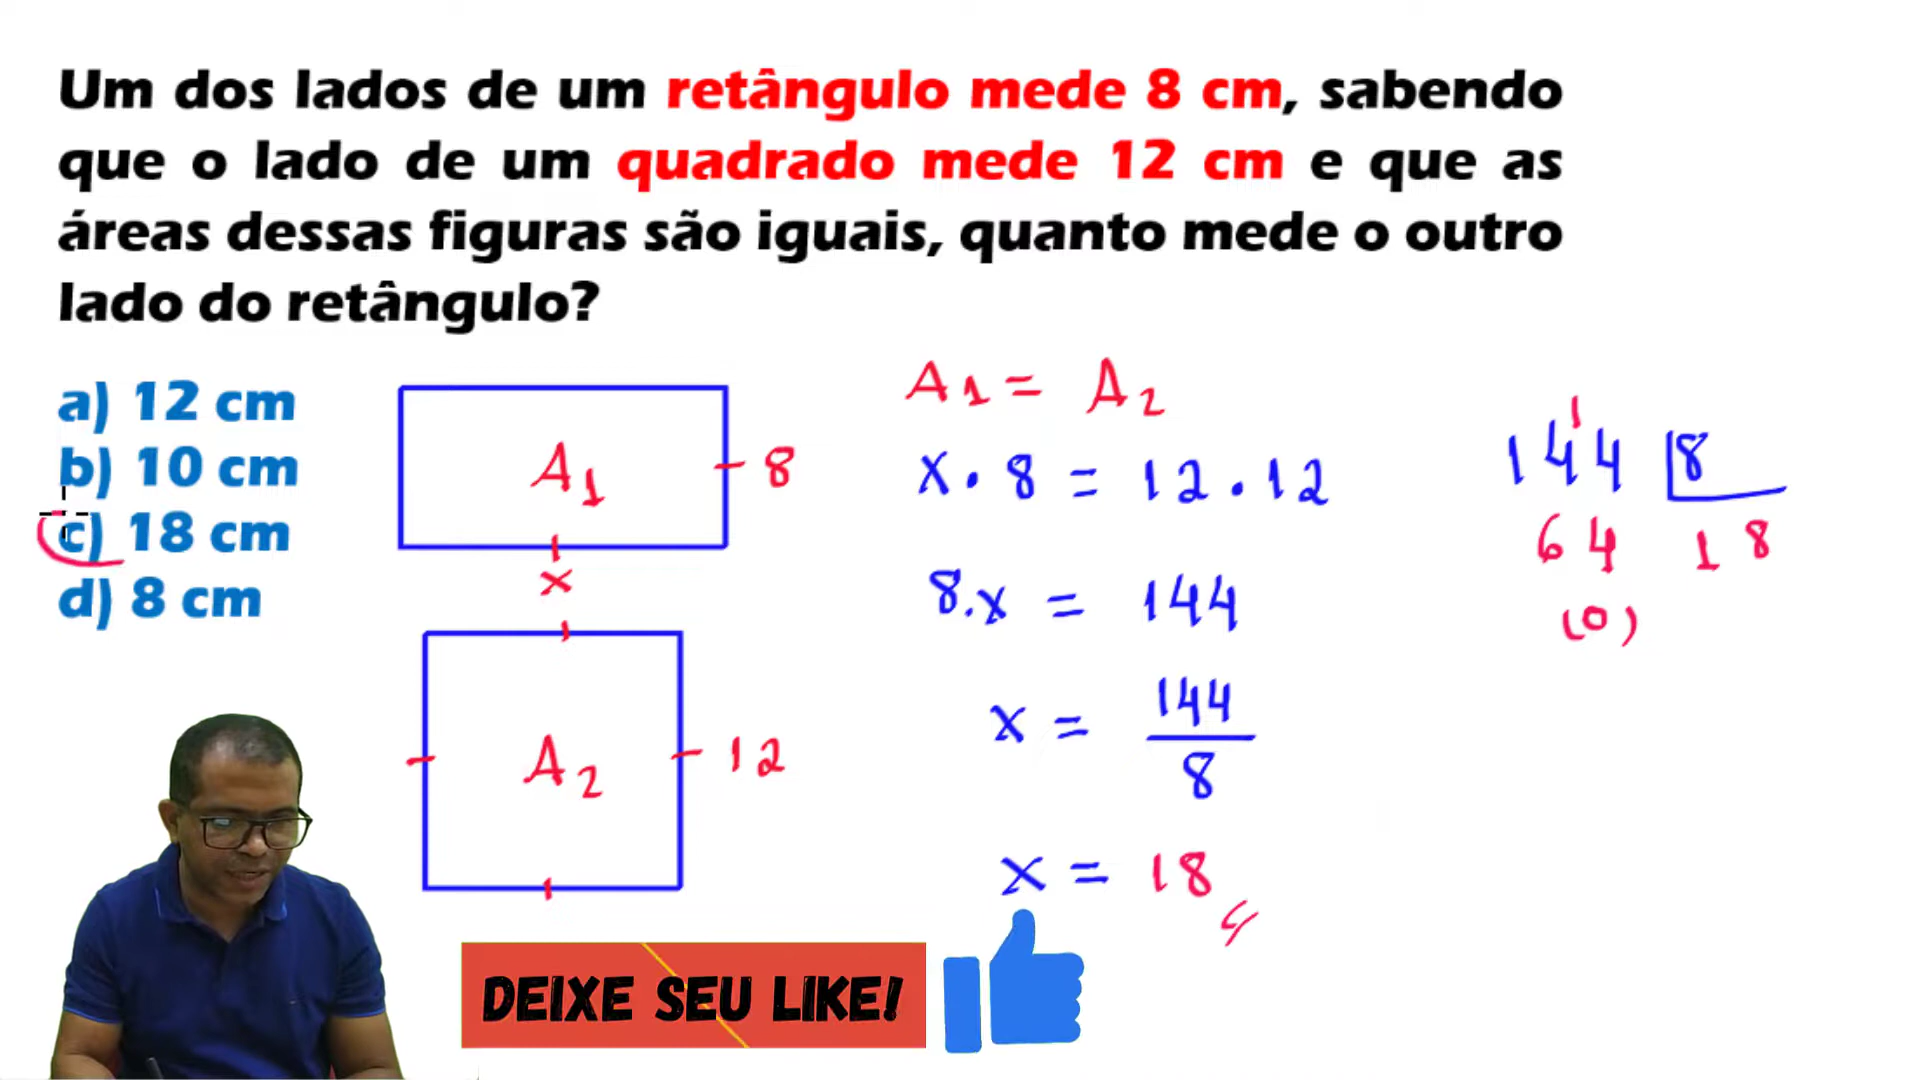 Um dos lados de um retângulo mede 8 cm, sabendo
que o lado de um quadrado mede 12 cm e que as
áreas dessas figuras são iguais, quanto mede o outro
lado do retângulo?
a) 12 cm
b) 10 cm
c) 18 cm
d) 8 cm
A1
8
x
A2
12
A1 = A2
x . 8 = 12 . 12
8.x = 144
x = 144
8
x = 18
1
144 8
64 18
(0)
DEIXE SEU LIKE!